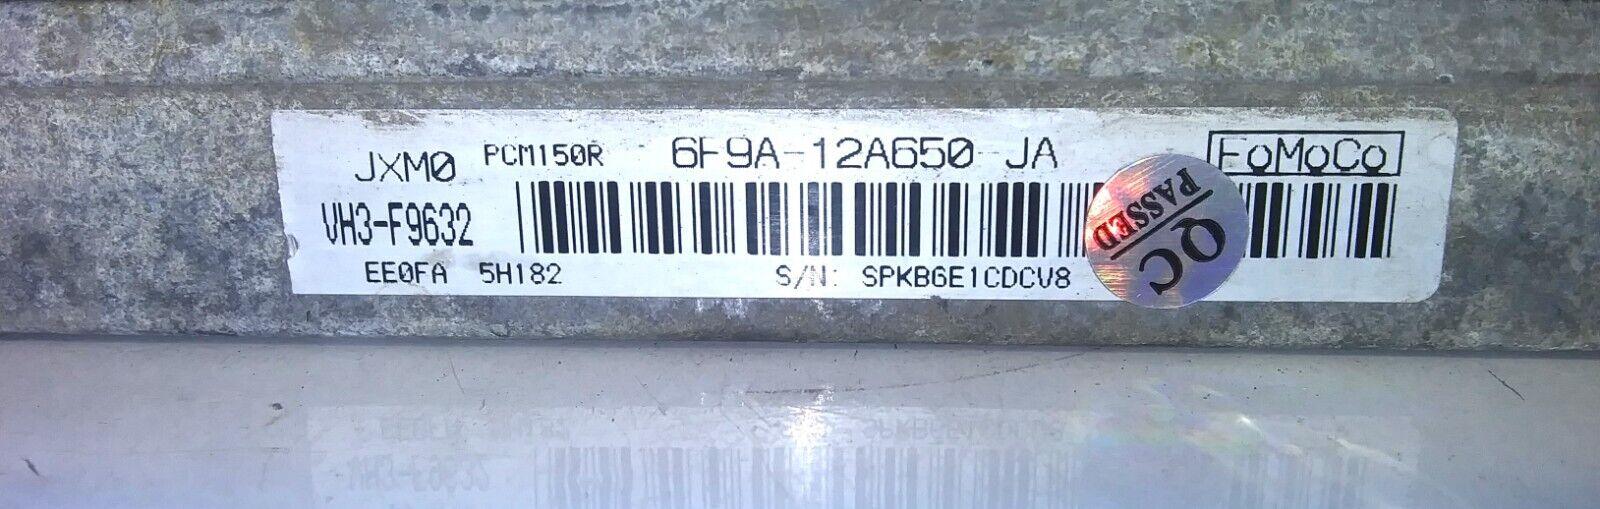 JXM0 PCM150R 6F9A-12A650-JA FoMoCo
VH3-F9632
EE0FA 5H182 S/N: SPKB6E1CDCV8
QC
PASSED